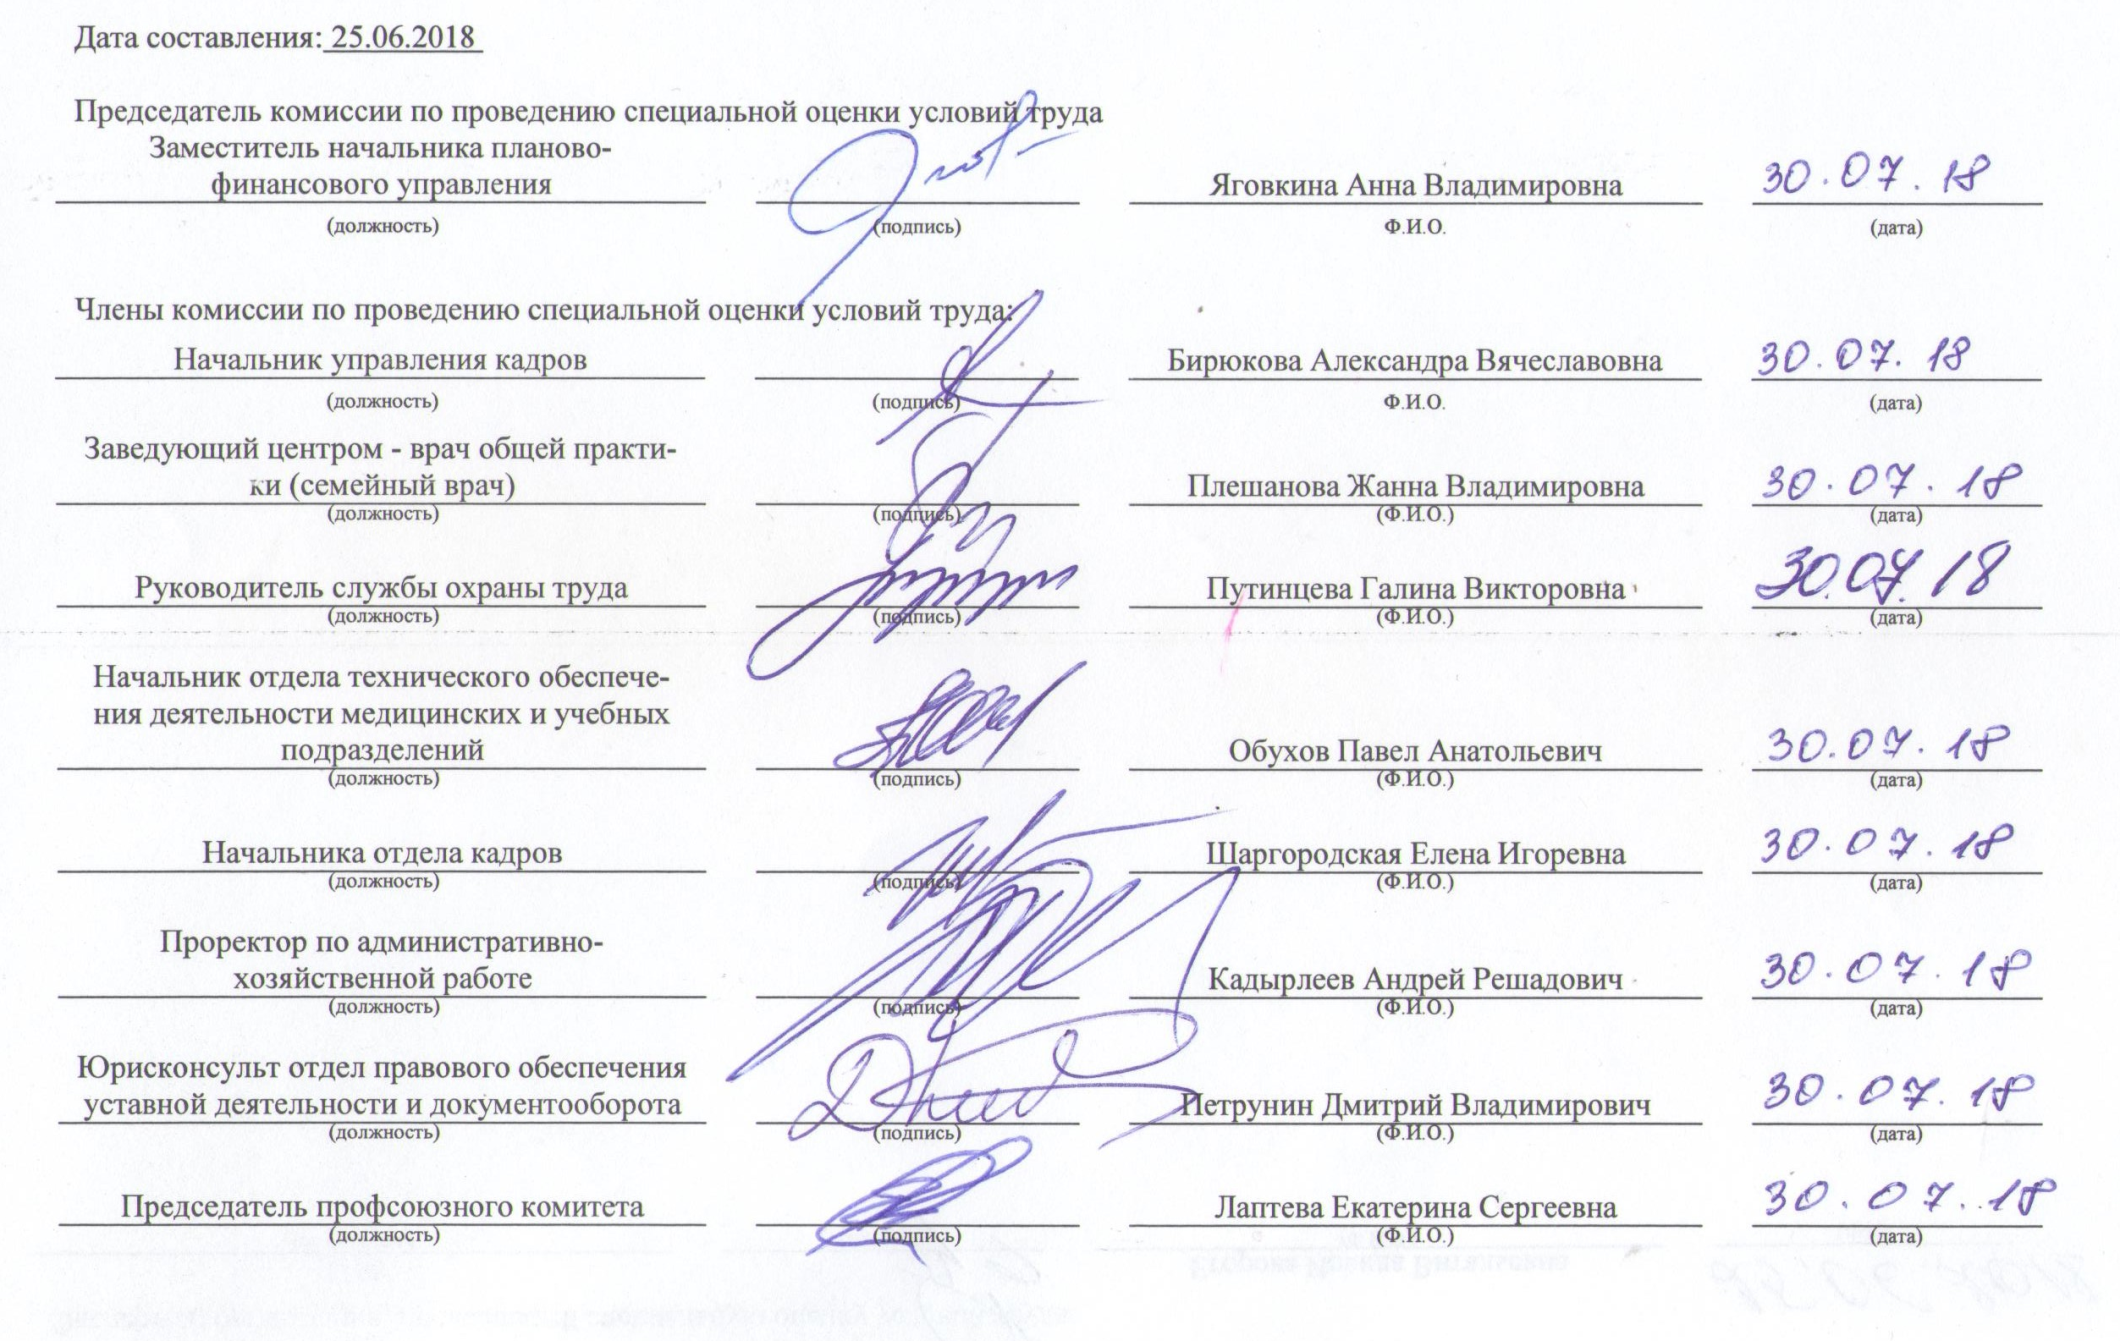 Дата составления: 25.06.2018
Председатель комиссии по проведению специальной оценки условий труда
Заместитель начальника планово-
финансового управления Яговкина Анна Владимировна 30.07.18
(должность) (подпись) Ф.И.О. (дата)
Члены комиссии по проведению специальной оценки условий труда:
Начальник управления кадров Бирюкова Александра Вячеславовна 30.07.18
(должность) (подпись) Ф.И.О. (дата)
Заведующий центром - врач общей практи-
ки (семейный врач) Плешанова Жанна Владимировна 30.07.18
(должность) (подпись) (Ф.И.О.) (дата)
Руководитель службы охраны труда Путинцева Галина Викторовна 30.07.18
(должность) (подпись) (Ф.И.О.) (дата)
Начальник отдела технического обеспече-
ния деятельности медицинских и учебных
подразделений Обухов Павел Анатольевич 30.07.18
(должность) (подпись) (Ф.И.О.) (дата)
Начальника отдела кадров Шаргородская Елена Игоревна 30.07.18
(должность) (подпись) (Ф.И.О.) (дата)
Проректор по административно-
хозяйственной работе Кадырлеев Андрей Решадович 30.07.18
(должность) (подпись) (Ф.И.О.) (дата)
Юрисконсульт отдел правового обеспечения
уставной деятельности и документооборота Петрунин Дмитрий Владимирович 30.07.18
(должность) (подпись) (Ф.И.О.) (дата)
Председатель профсоюзного комитета Лаптева Екатерина Сергеевна 30.07.18
(должность) (подпись) (Ф.И.О.) (дата)